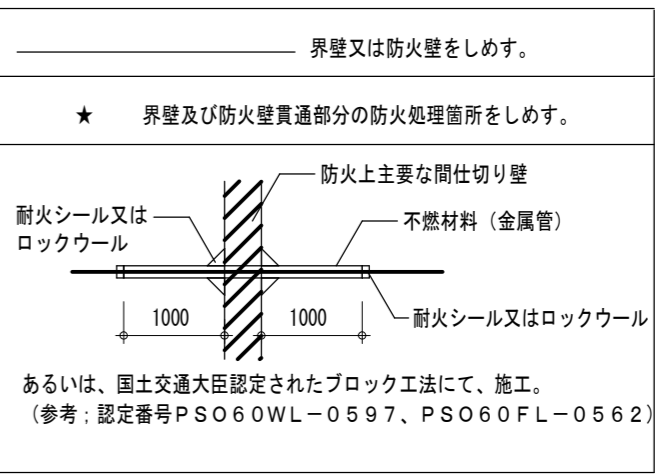 界壁又は防火壁をしめす。
★ 界壁及び防火壁貫通部分の防火処理箇所をしめす。
防火上主要な間仕切り壁
耐火シール又は
ロックウール
不燃材料（金属管）
1000
1000
耐火シール又はロックウール
あるいは、国土交通大臣認定されたブロック工法にて、施工。
（参考；認定番号ＰＳ０６０ＷＬ－０５９７、ＰＳ０６０ＦＬ－０５６２）